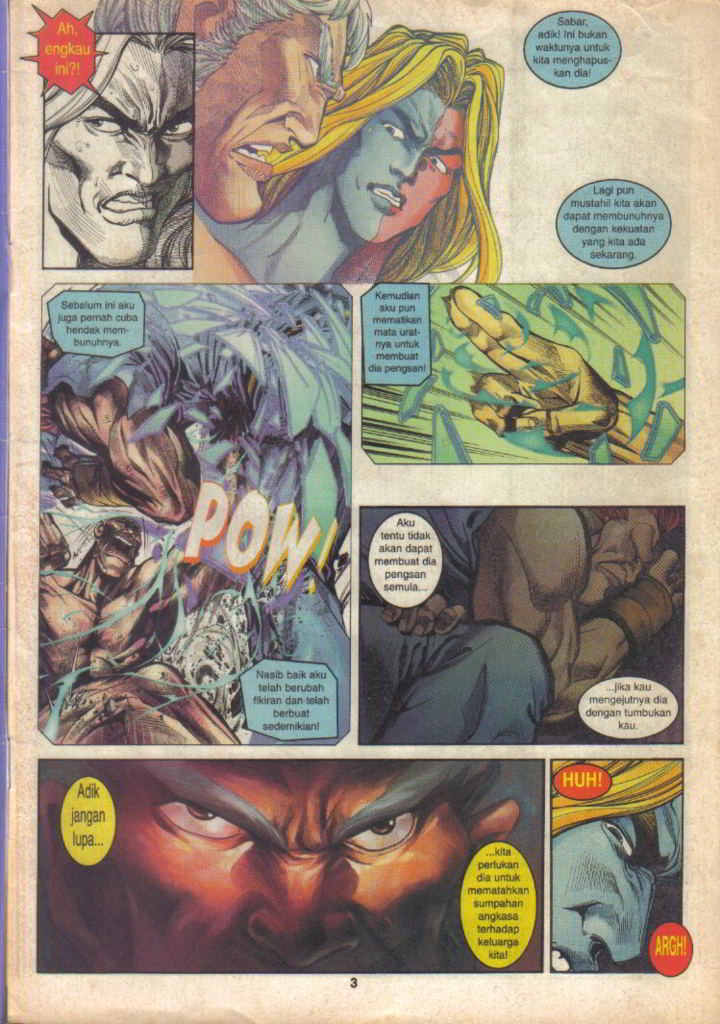 Ah,
engkau
ini?!
Sabar,
adik! Ini bukan
waktunya untuk
kita menghapus-
kan dia!
Lagi pun
mustahil kita akan
dapat membunuhnya
dengan kekuatan
yang kita ada
sekarang.
Sebelum ini aku
juga pernah cuba
hendak mem-
bunuhnya.
Kemudian
aku pun
mematikan
mata urat-
nya untuk
membuat
dia pengsan!
POW!
Nasib baik aku
telah berubah
fikiran dan telah
berbuat
sedemikian!
Aku
tentu tidak
akan dapat
membuat dia
pengsan
semula...
...jika kau
mengejutnya dia
dengan tumbukan
kau.
Adik
jangan
lupa...
...kita
perlukan
dia untuk
mematahkan
sumpahan
angkasa
terhadap
keluarga
kita!
HUH!
ARGH!
3